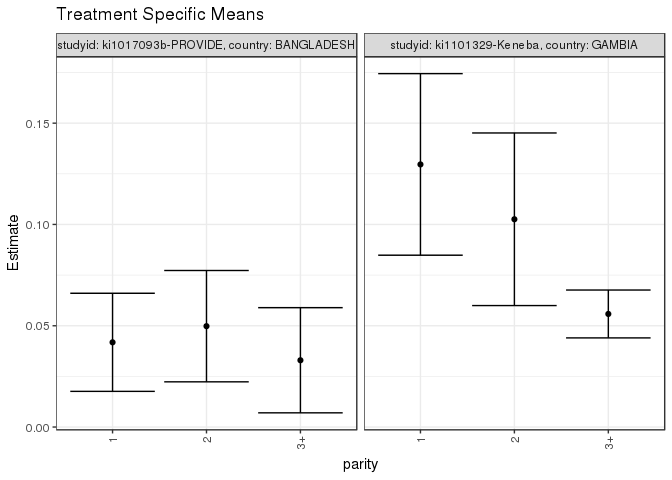 Treatment Specific Means
studyid: ki1017093b-PROVIDE, country: BANGLADESH
studyid: ki1101329-Keneba, country: GAMBIA
Estimate
0.15
0.10
0.05
0.00
1
2
3+
1
2
3+
parity